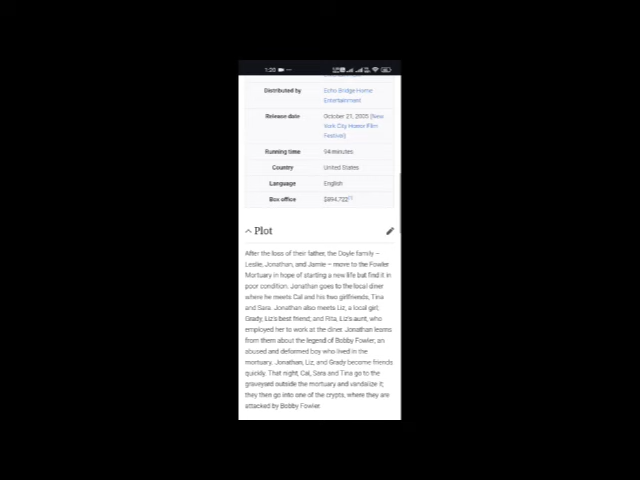 1:20
Distributed by Echo Bridge Home
Entertainment
Release date October 21, 2005 (New
York City Horror Film
Festival)
Running time 94 minutes
Country United States
Language English
Box office $894,722
Plot
After the loss of their father, the Doyle family –
Leslie, Jonathan, and Jamie – move to the Fowler
Mortuary in hope of starting a new life but find it in
poor condition. Jonathan goes to the local diner
where he meets Cal and his two girlfriends, Tina
and Sara. Jonathan also meets Liz, a local girl;
Grady, Liz's best friend; and Rita, Liz's aunt, who
employed her to work at the diner. Jonathan learns
from them about the legend of Bobby Fowler, an
abused and deformed boy who lived in the
mortuary. Jonathan, Liz, and Grady become friends
quickly. That night, Cal, Sara and Tina go to the
graveyard outside the mortuary and vandalize it;
they then go into one of the crypts, where they are
attacked by Bobby Fowler.